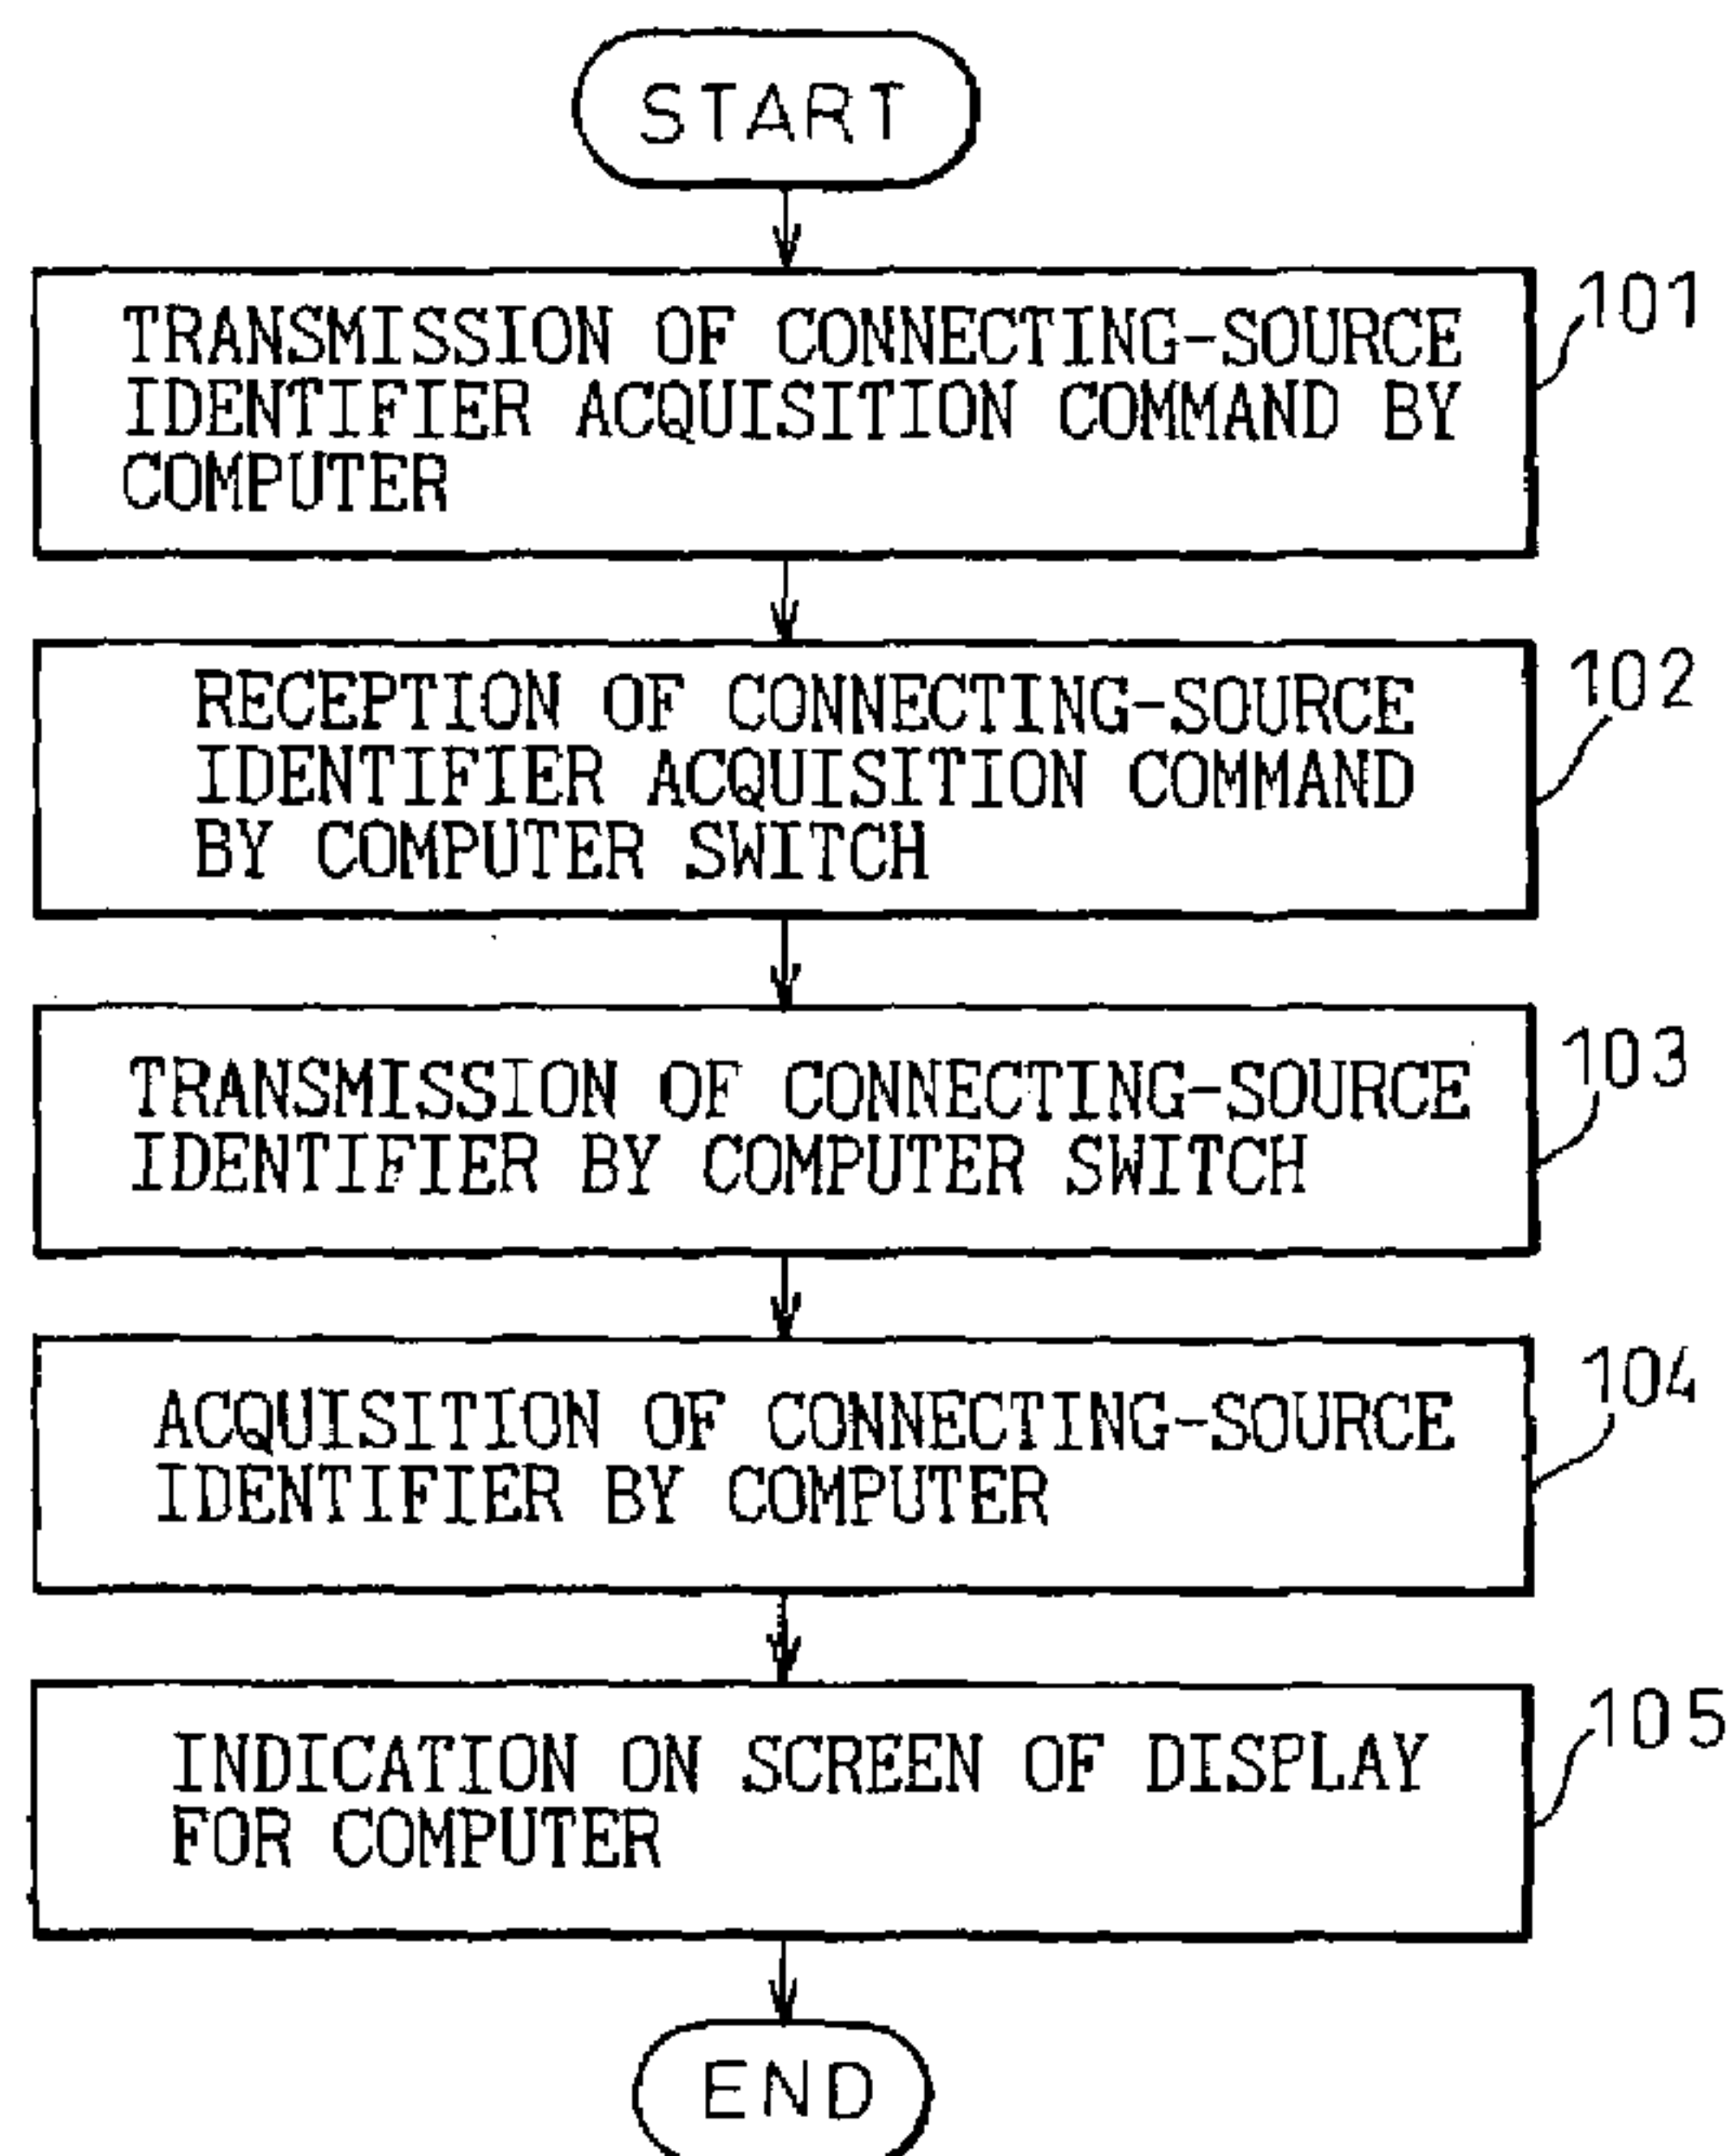 START
TRANSMISSION OF CONNECTING-SOURCE
IDENTIFIER ACQUISITION COMMAND BY
COMPUTER
101
RECEPTION OF CONNECTING-SOURCE
IDENTIFIER ACQUISITION COMMAND
BY COMPUTER SWITCH
102
TRANSMISSION OF CONNECTING-SOURCE
IDENTIFIER BY COMPUTER SWITCH
103
ACQUISITION OF CONNECTING-SOURCE
IDENTIFIER BY COMPUTER
104
INDICATION ON SCREEN OF DISPLAY
FOR COMPUTER
105
END